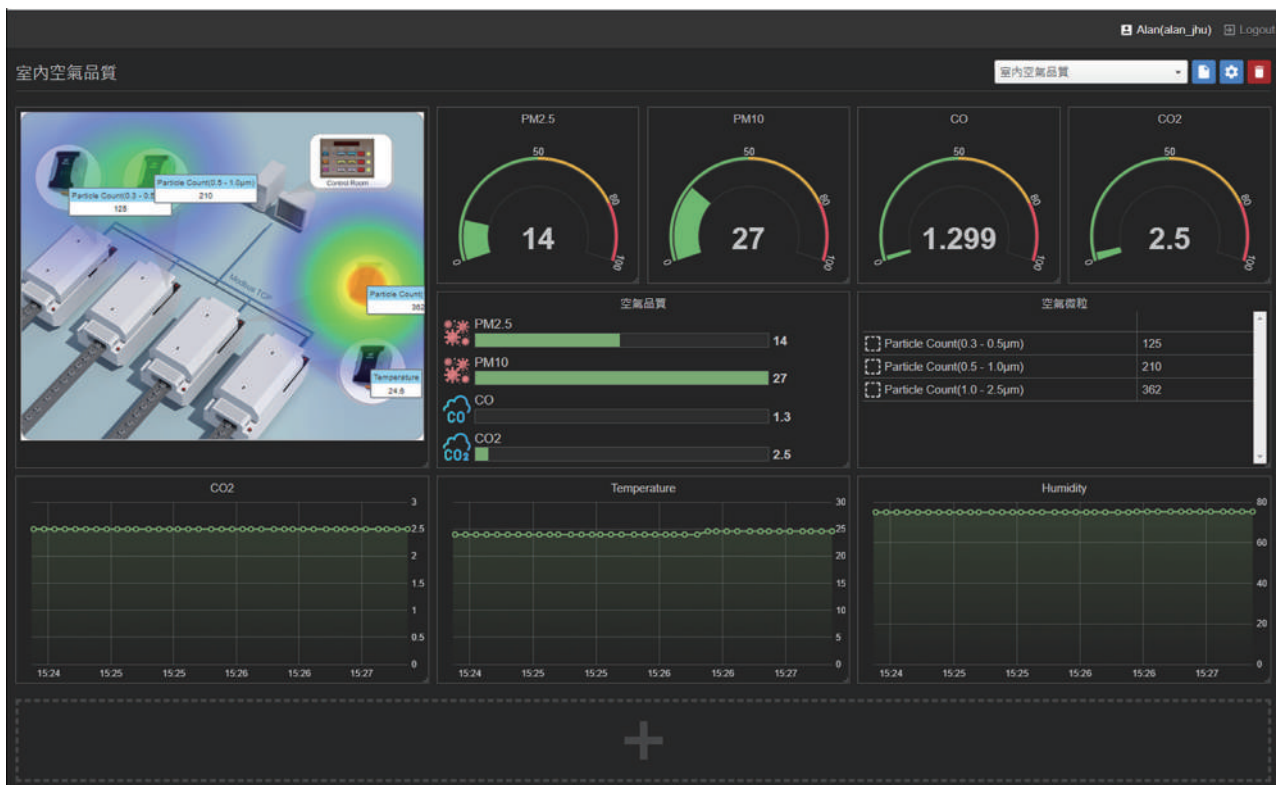 Alan(alan_jhu) Logout
室內空氣品質
室內空氣品質
Particle Count(0.3 - 0.5
125
Particle Count(0.5 - 1.0μm)
210
Control Room
Modbus TCP
Particle Count(
362
Temperature
24.6
PM2.5
0
50
80
100
14
PM10
0
50
80
100
27
CO
0
50
80
100
1.299
CO2
0
50
80
100
2.5
空氣品質
PM2.5
14
PM10
27
CO
CO
1.3
CO2
CO2
2.5
空氣微粒
Particle Count(0.3 - 0.5μm) 125
Particle Count(0.5 - 1.0μm) 210
Particle Count(1.0 - 2.5μm) 362
CO2
3
2.5
2
1.5
1
0.5
0
15:24 15:25 15:25 15:26 15:26 15:27
Temperature
30
25
20
15
10
5
0
15:24 15:25 15:25 15:26 15:26 15:27
Humidity
80
60
40
20
0
15:24 15:25 15:25 15:26 15:26 15:27